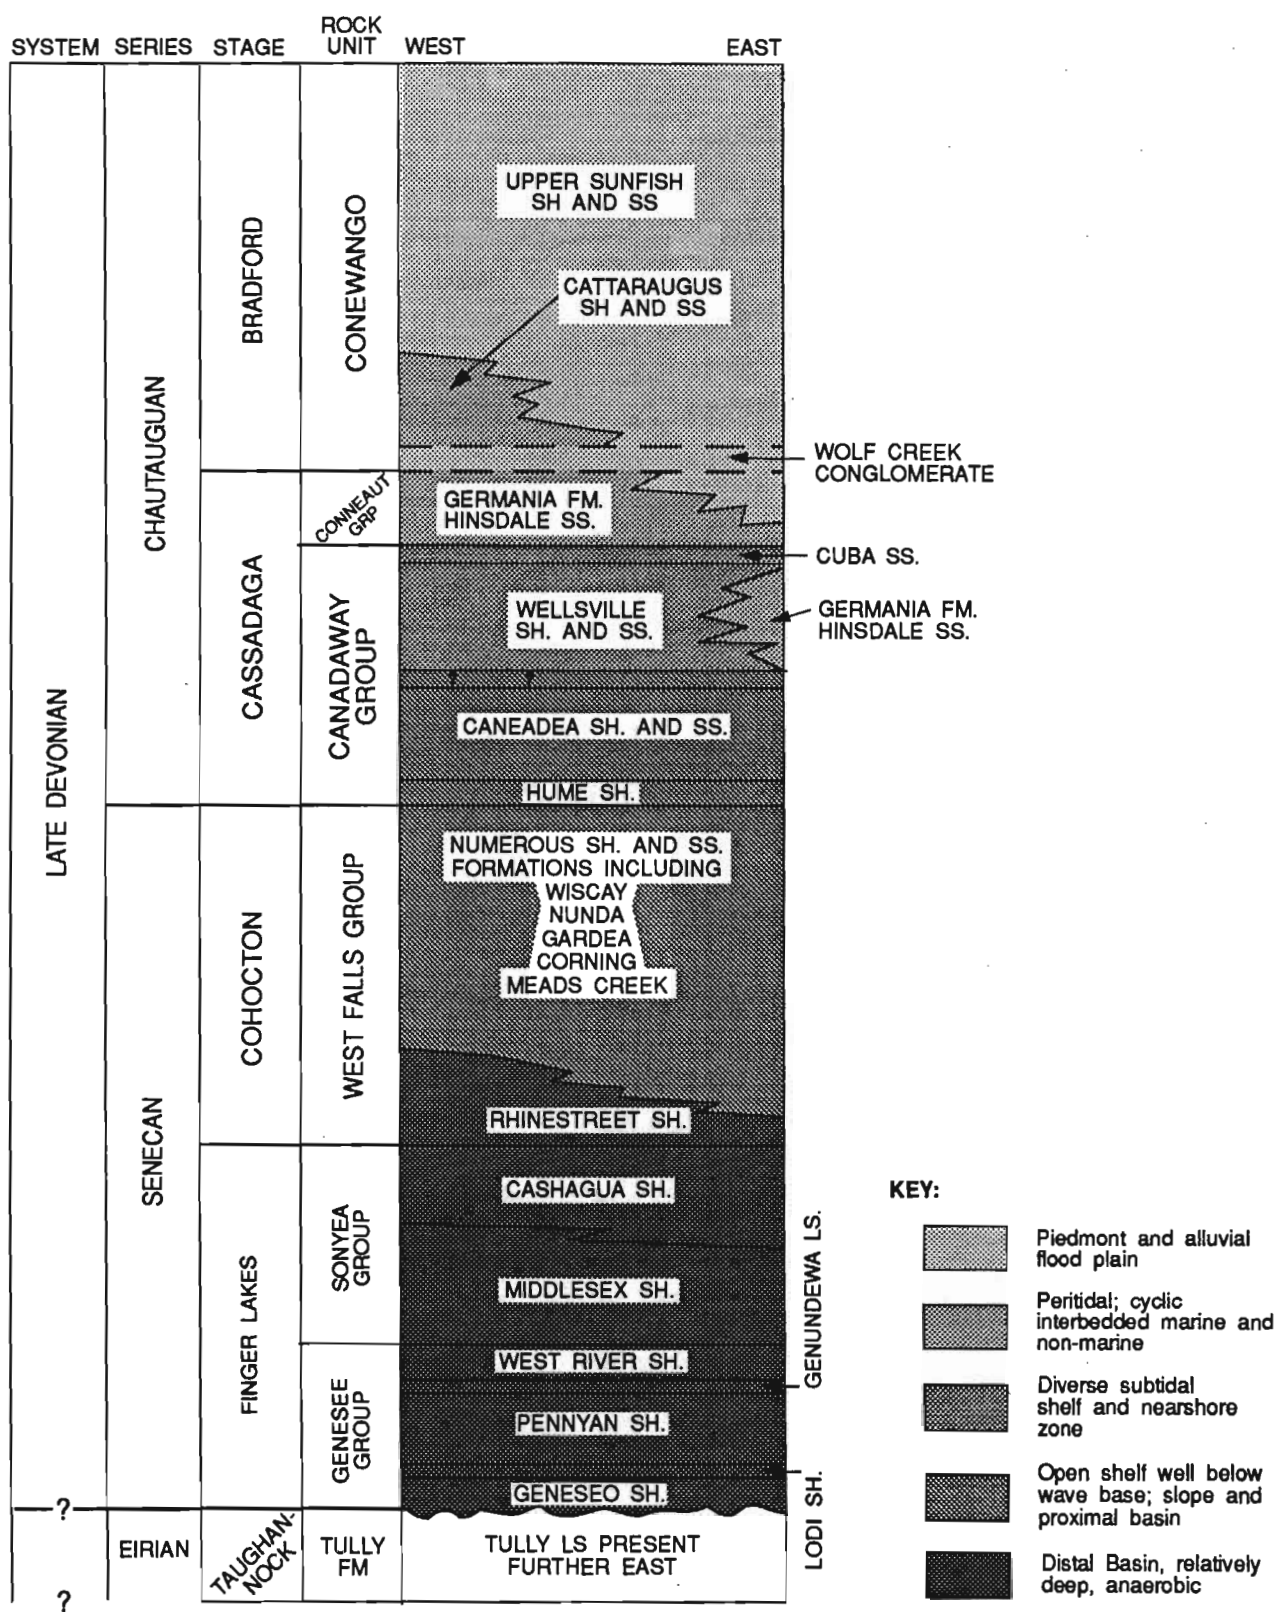 SYSTEM SERIES STAGE ROCK UNIT WEST EAST
LATE DEVONIAN
CHAUTAUGUAN
SENECAN
EIRIAN
BRADFORD
CASSADAGA
COHOCTON
FINGER LAKES
TAUGHAN-
NOCK
CONEWANGO
CONNEAUT
GRP
CANADAWAY
GROUP
WEST FALLS GROUP
SONYEA
GROUP
GENESEE
GROUP
TULLY
FM
UPPER SUNFISH
SH AND SS
CATTARAUGUS
SH AND SS
WOLF CREEK
CONGLOMERATE
GERMANIA FM.
HINSDALE SS.
CUBA SS.
WELLSVILLE
SH. AND SS.
GERMANIA FM.
HINSDALE SS.
CANEADEA SH. AND SS.
HUME SH.
NUMEROUS SH. AND SS.
FORMATIONS INCLUDING
WISCAY
NUNDA
GARDEA
CORNING
MEADS CREEK
RHINESTREET SH.
CASHAGUA SH.
MIDDLESEX SH.
WEST RIVER SH.
GENUNDEWA LS.
PENNYAN SH.
GENESEO SH.
LODI SH.
TULLY LS PRESENT
FURTHER EAST
?
?
KEY:
Piedmont and alluvial
flood plain
Peritidal; cyclic
interbedded marine and
non-marine
Diverse subtidal
shelf and nearshore
zone
Open shelf well below
wave base; slope and
proximal basin
Distal Basin, relatively
deep, anaerobic